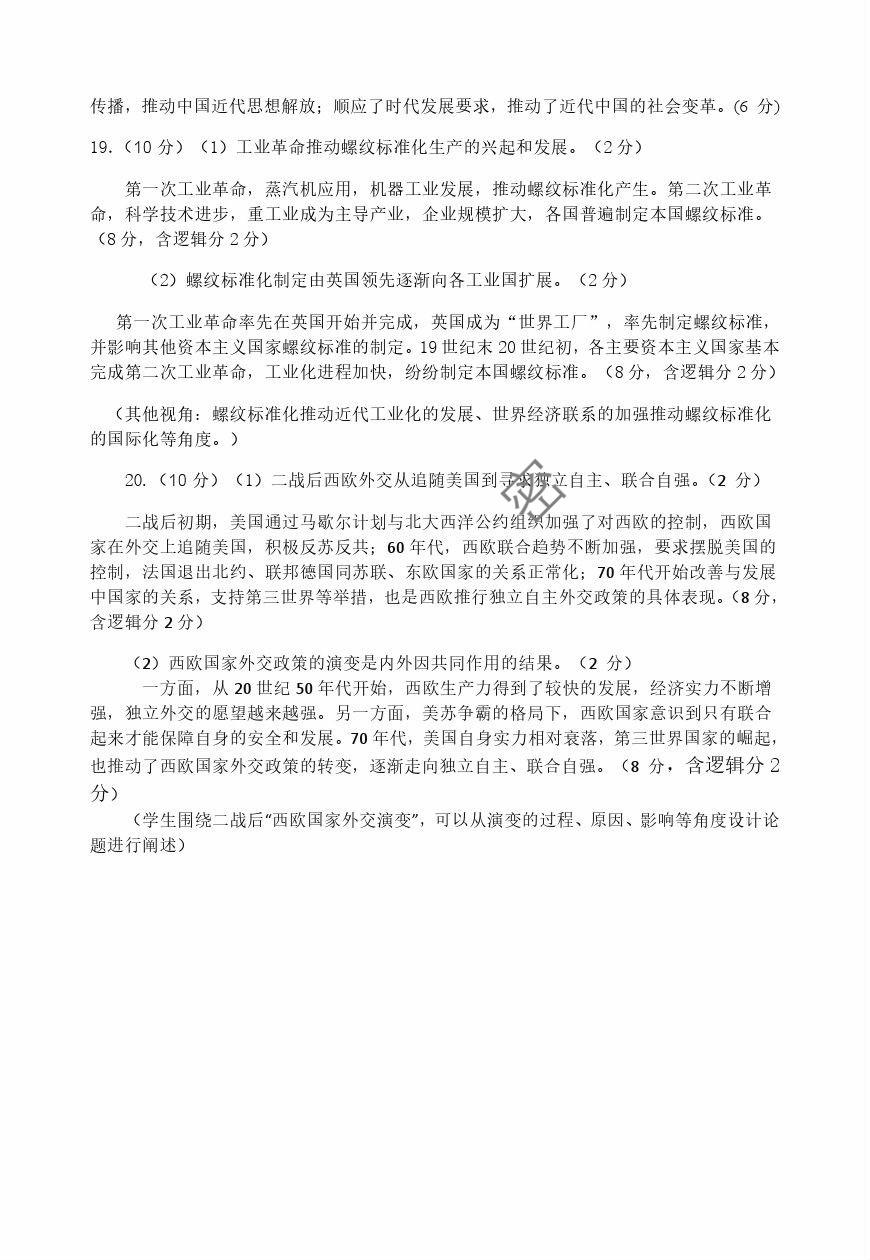 传播，推动中国近代思想解放；顺应了时代发展要求，推动了近代中国的社会变革。(6 分)
19.（10 分）（1）工业革命推动螺纹标准化生产的兴起和发展。（2 分）
第一次工业革命，蒸汽机应用，机器工业发展，推动螺纹标准化产生。第二次工业革
命，科学技术进步，重工业成为主导产业，企业规模扩大，各国普遍制定本国螺纹标准。
（8 分，含逻辑分 2 分）
（2）螺纹标准化制定由英国领先逐渐向各工业国扩展。（2 分）
第一次工业革命率先在英国开始并完成，英国成为“世界工厂”，率先制定螺纹标准，
并影响其他资本主义国家螺纹标准的制定。19 世纪末 20 世纪初，各主要资本主义国家基本
完成第二次工业革命，工业化进程加快，纷纷制定本国螺纹标准。（8 分，含逻辑分 2 分）
（其他视角：螺纹标准化推动近代工业化的发展、世界经济联系的加强推动螺纹标准化
的国际化等角度。）
20.（10 分）（1）二战后西欧外交从追随美国到寻求独立自主、联合自强。（2 分）
密
二战后初期，美国通过马歇尔计划与北大西洋公约组织加强了对西欧的控制，西欧国
家在外交上追随美国，积极反苏反共；60 年代，西欧联合趋势不断加强，要求摆脱美国的
控制，法国退出北约、联邦德国同苏联、东欧国家的关系正常化；70 年代开始改善与发展
中国家的关系，支持第三世界等举措，也是西欧推行独立自主外交政策的具体表现。（8 分，
含逻辑分 2 分）
（2）西欧国家外交政策的演变是内外因共同作用的结果。（2 分）
一方面，从 20 世纪 50 年代开始，西欧生产力得到了较快的发展，经济实力不断增
强，独立外交的愿望越来越强。另一方面，美苏争霸的格局下，西欧国家意识到只有联合
起来才能保障自身的安全和发展。70 年代，美国自身实力相对衰落，第三世界国家的崛起，
也推动了西欧国家外交政策的转变，逐渐走向独立自主、联合自强。（8 分，含逻辑分 2
分）
（学生围绕二战后“西欧国家外交演变”，可以从演变的过程、原因、影响等角度设计论
题进行阐述）